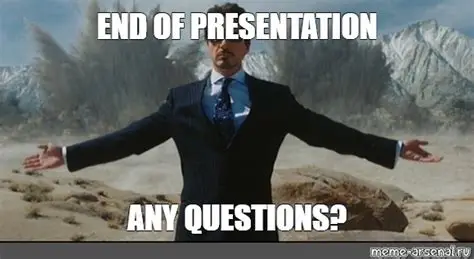 END OF PRESENTATION
ANY QUESTIONS?
meme-arsenal.ru